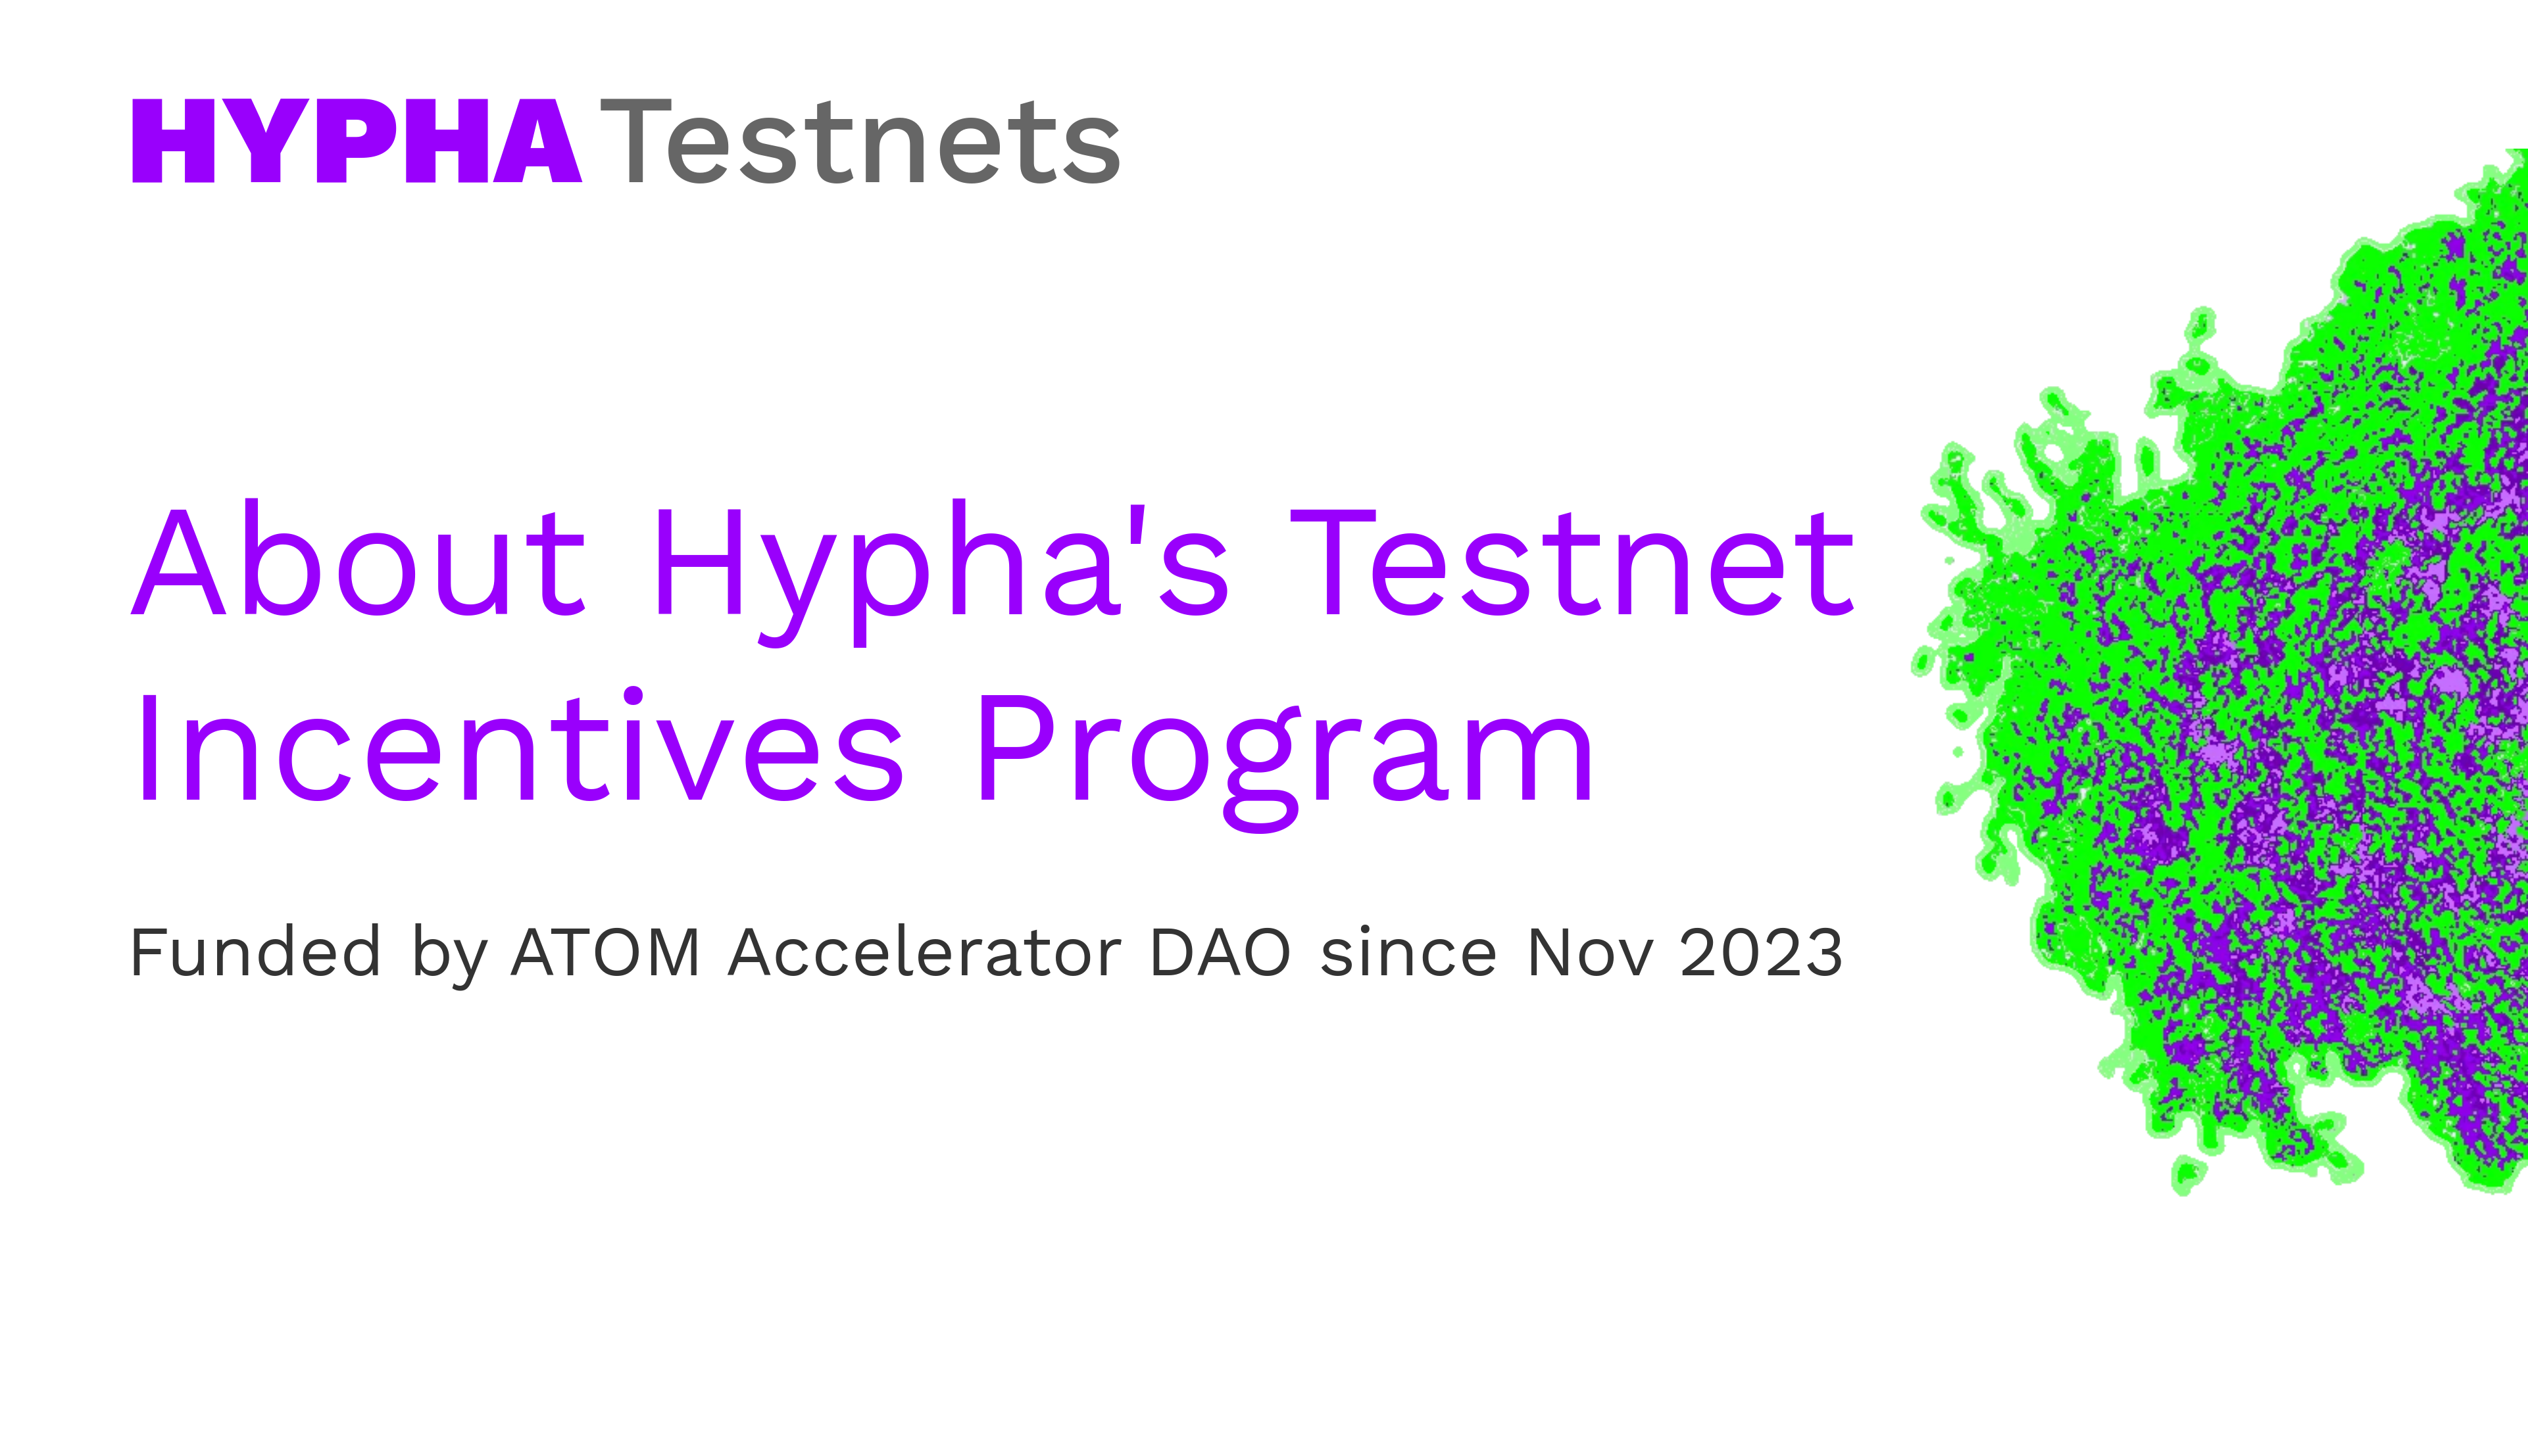 HYPHA Testnets
About Hypha's Testnet
Incentives Program
Funded by ATOM Accelerator DAO since Nov 2023